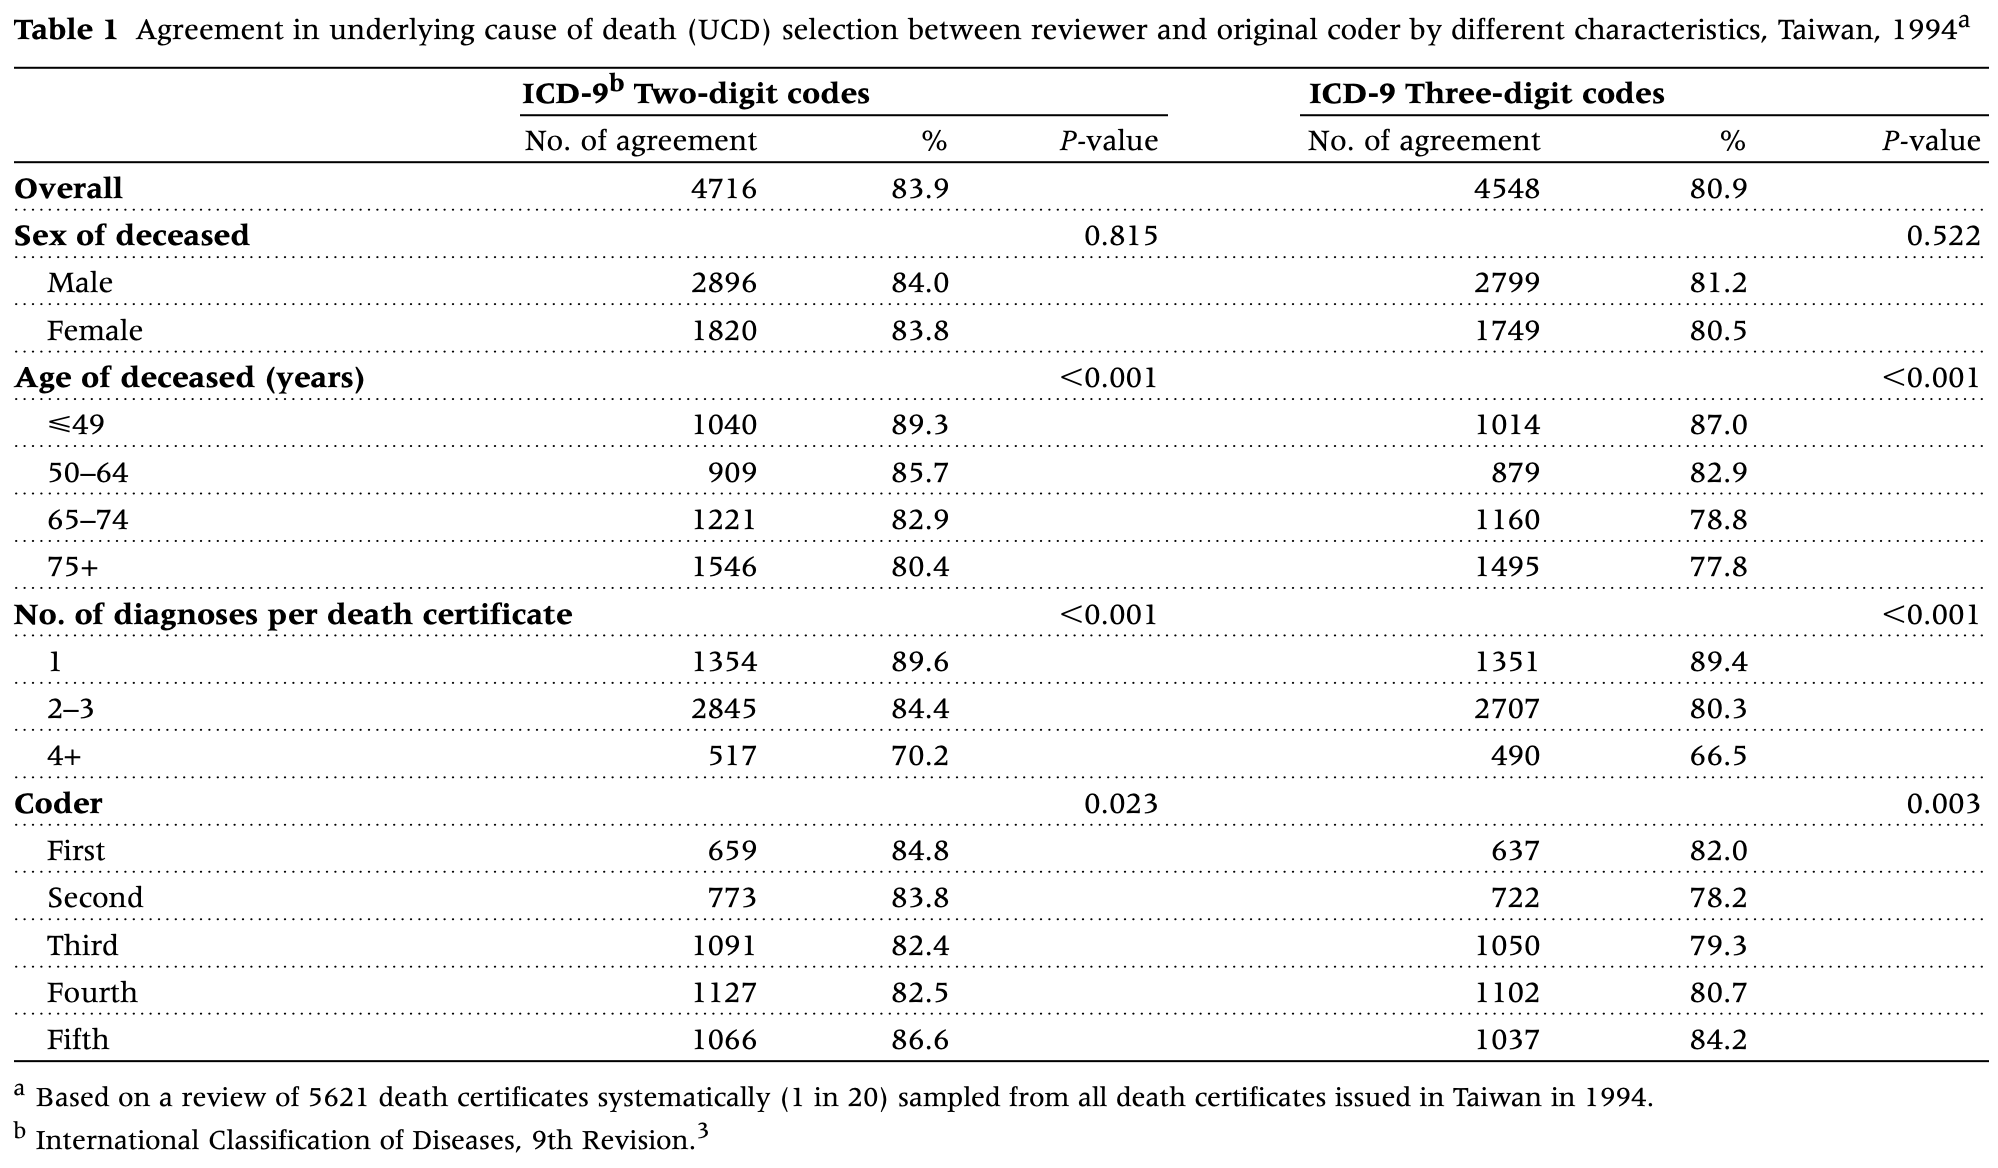 Table 1 Agreement in underlying cause of death (UCD) selection between reviewer and original coder by different characteristics, Taiwan, 1994a
ICD-9b Two-digit codes ICD-9 Three-digit codes
No. of agreement % P-value No. of agreement % P-value
Overall 4716 83.9 4548 80.9
Sex of deceased 0.815 0.522
Male 2896 84.0 2799 81.2
Female 1820 83.8 1749 80.5
Age of deceased (years) <0.001 <0.001
⩽49 1040 89.3 1014 87.0
50–64 909 85.7 879 82.9
65–74 1221 82.9 1160 78.8
75+ 1546 80.4 1495 77.8
No. of diagnoses per death certificate <0.001 <0.001
1 1354 89.6 1351 89.4
2–3 2845 84.4 2707 80.3
4+ 517 70.2 490 66.5
Coder 0.023 0.003
First 659 84.8 637 82.0
Second 773 83.8 722 78.2
Third 1091 82.4 1050 79.3
Fourth 1127 82.5 1102 80.7
Fifth 1066 86.6 1037 84.2
a Based on a review of 5621 death certificates systematically (1 in 20) sampled from all death certificates issued in Taiwan in 1994.
b International Classification of Diseases, 9th Revision.3